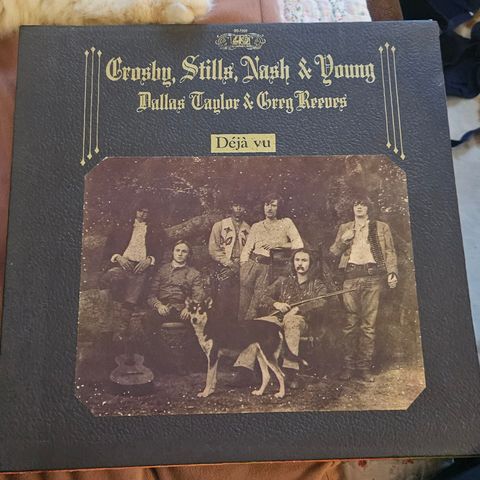 Crosby, Stills, Nash & Young
Dallas Taylor & Greg Reeves
Déjà vu